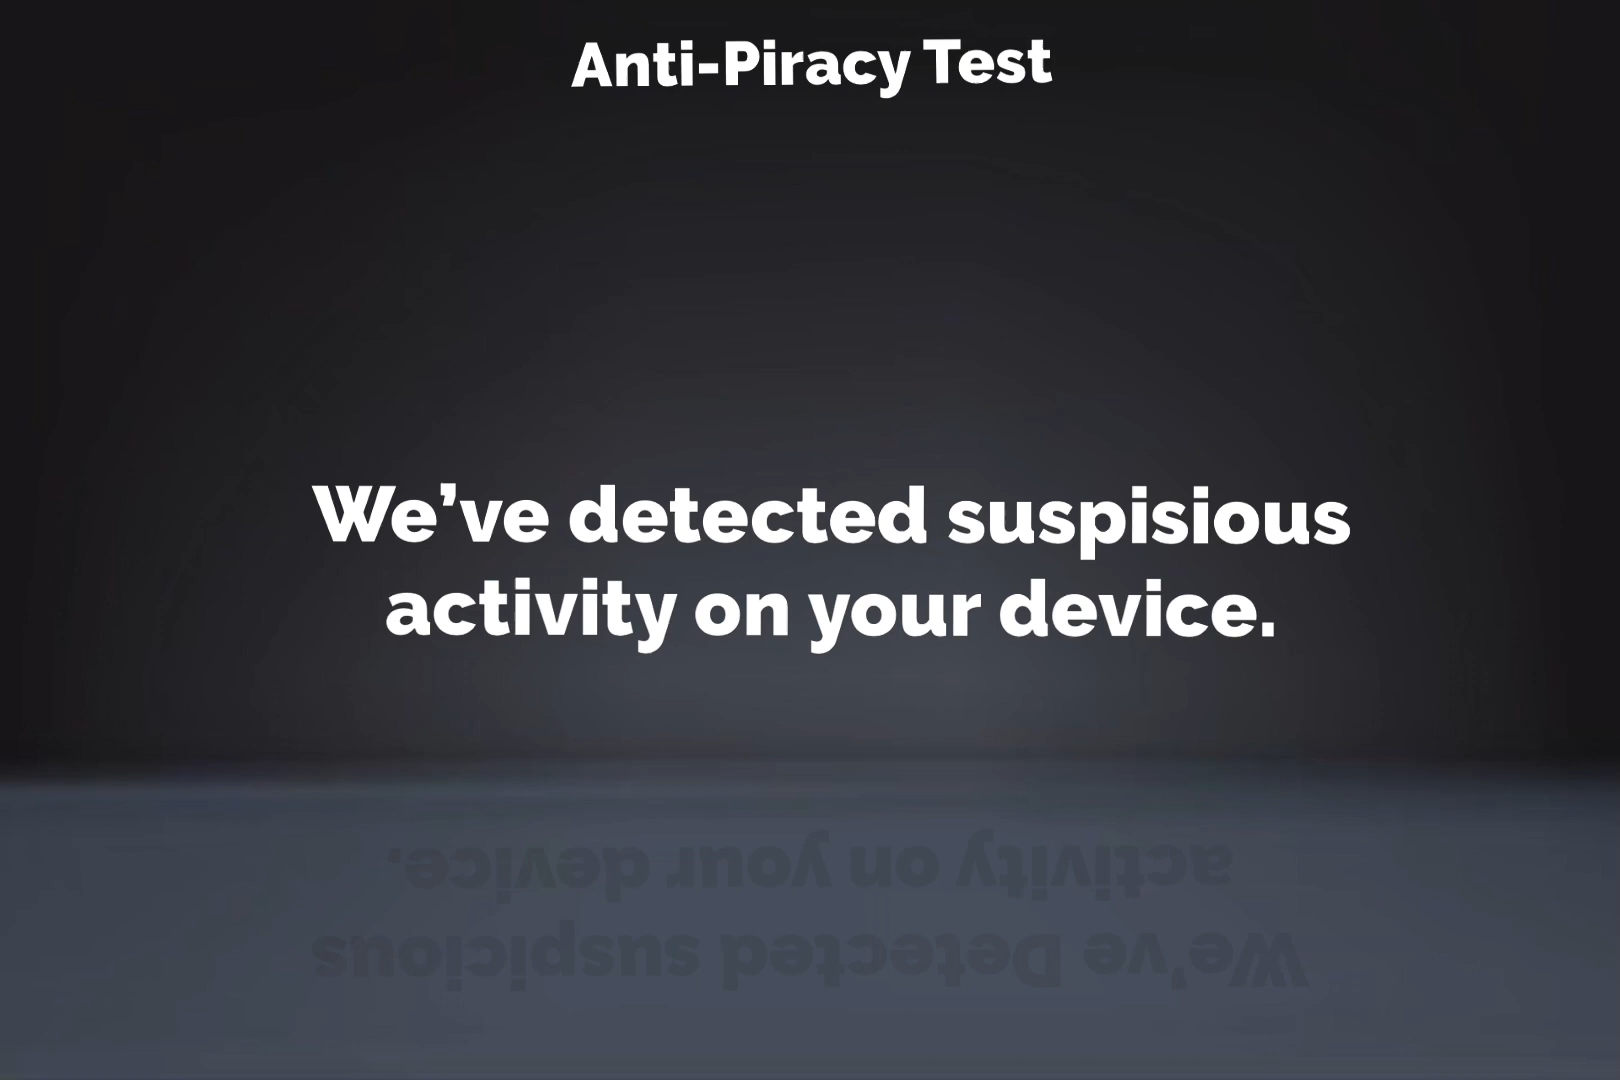 Anti-Piracy Test
We've detected suspisious
activity on your device.
activity on your device.
We've Detected suspicious